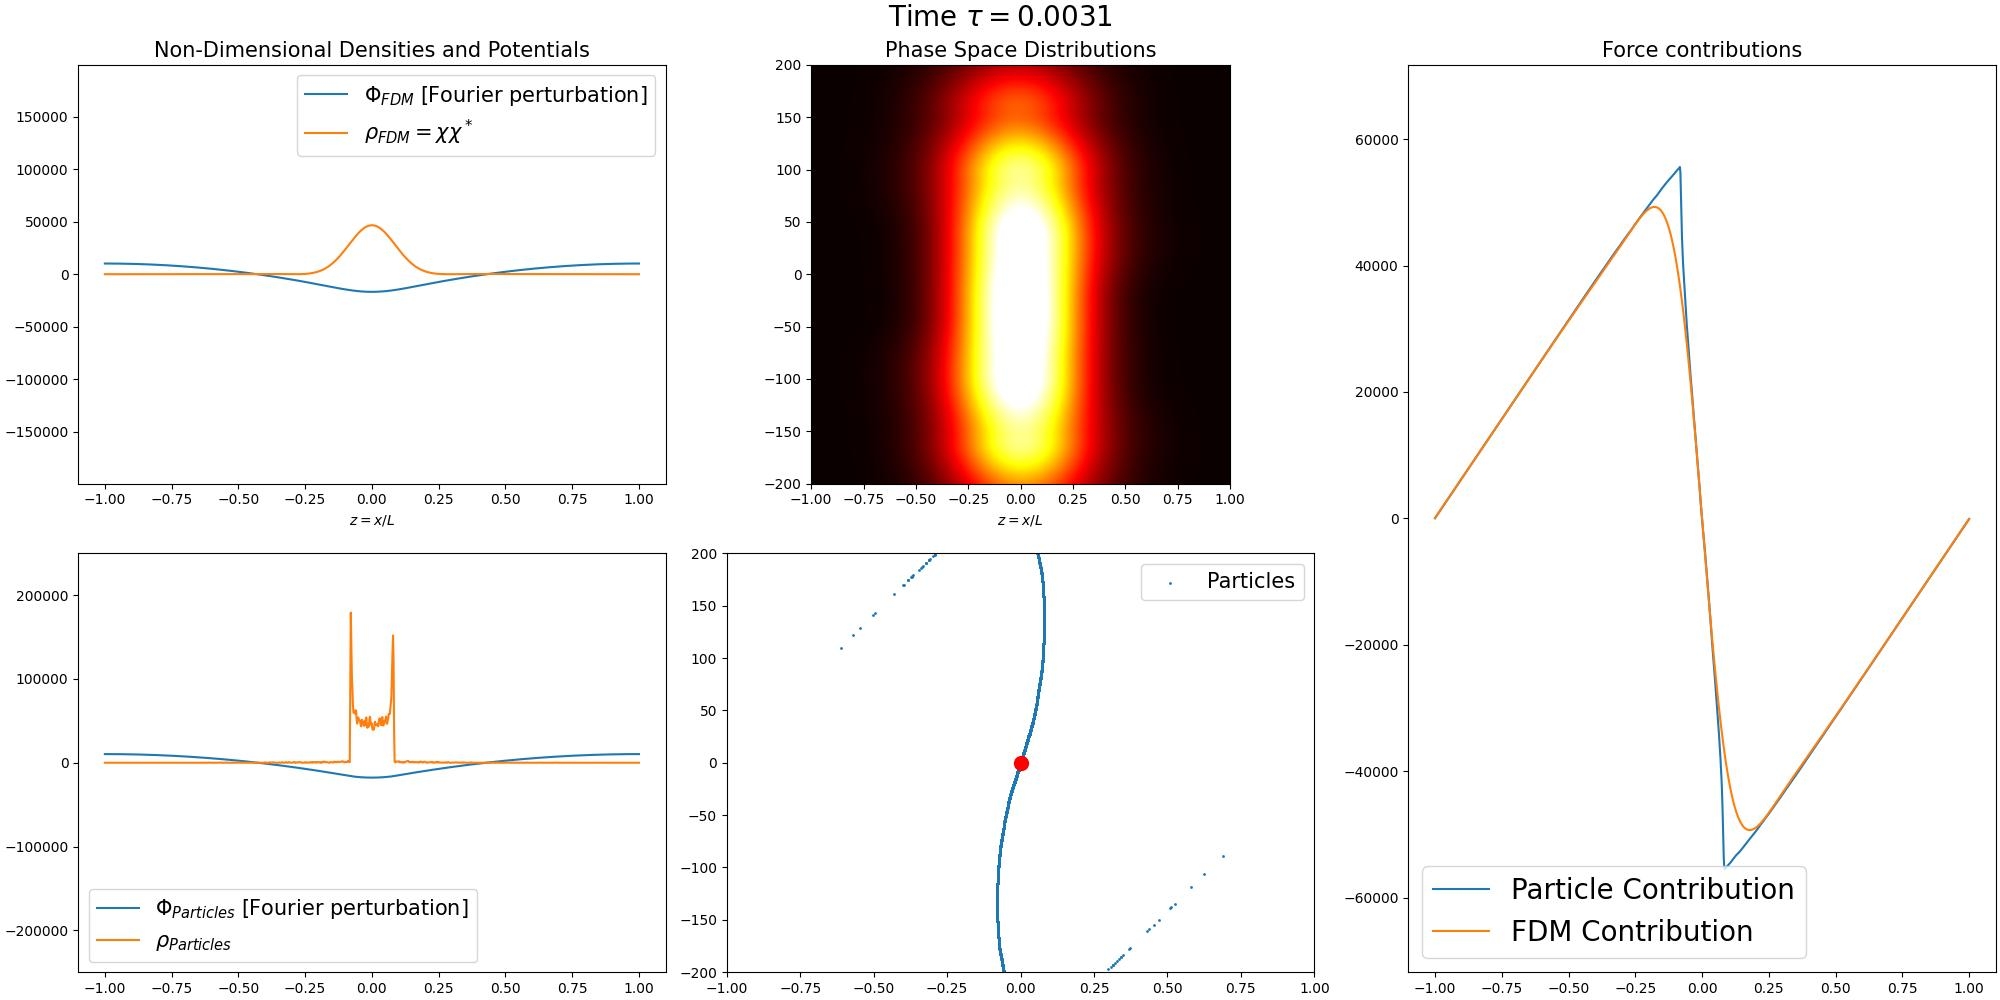 Time τ = 0.0031
Non-Dimensional Densities and Potentials
Φ_FDM [Fourier perturbation]
ρ_FDM = χχ*
150000
100000
50000
0
−50000
−100000
−150000
−1.00 −0.75 −0.50 −0.25 0.00 0.25 0.50 0.75 1.00
z = x/L
Phase Space Distributions
200
150
100
50
0
−50
−100
−150
−200
−1.00 −0.75 −0.50 −0.25 0.00 0.25 0.50 0.75 1.00
z = x/L
Force contributions
60000
40000
20000
0
−20000
−40000
−60000
Particle Contribution
FDM Contribution
−1.00 −0.75 −0.50 −0.25 0.00 0.25 0.50 0.75 1.00
200000
100000
0
−100000
−200000
Φ_Particles [Fourier perturbation]
ρ_Particles
−1.00 −0.75 −0.50 −0.25 0.00 0.25 0.50 0.75 1.00
Particles
200
150
100
50
0
−50
−100
−150
−200
−1.00 −0.75 −0.50 −0.25 0.00 0.25 0.50 0.75 1.00